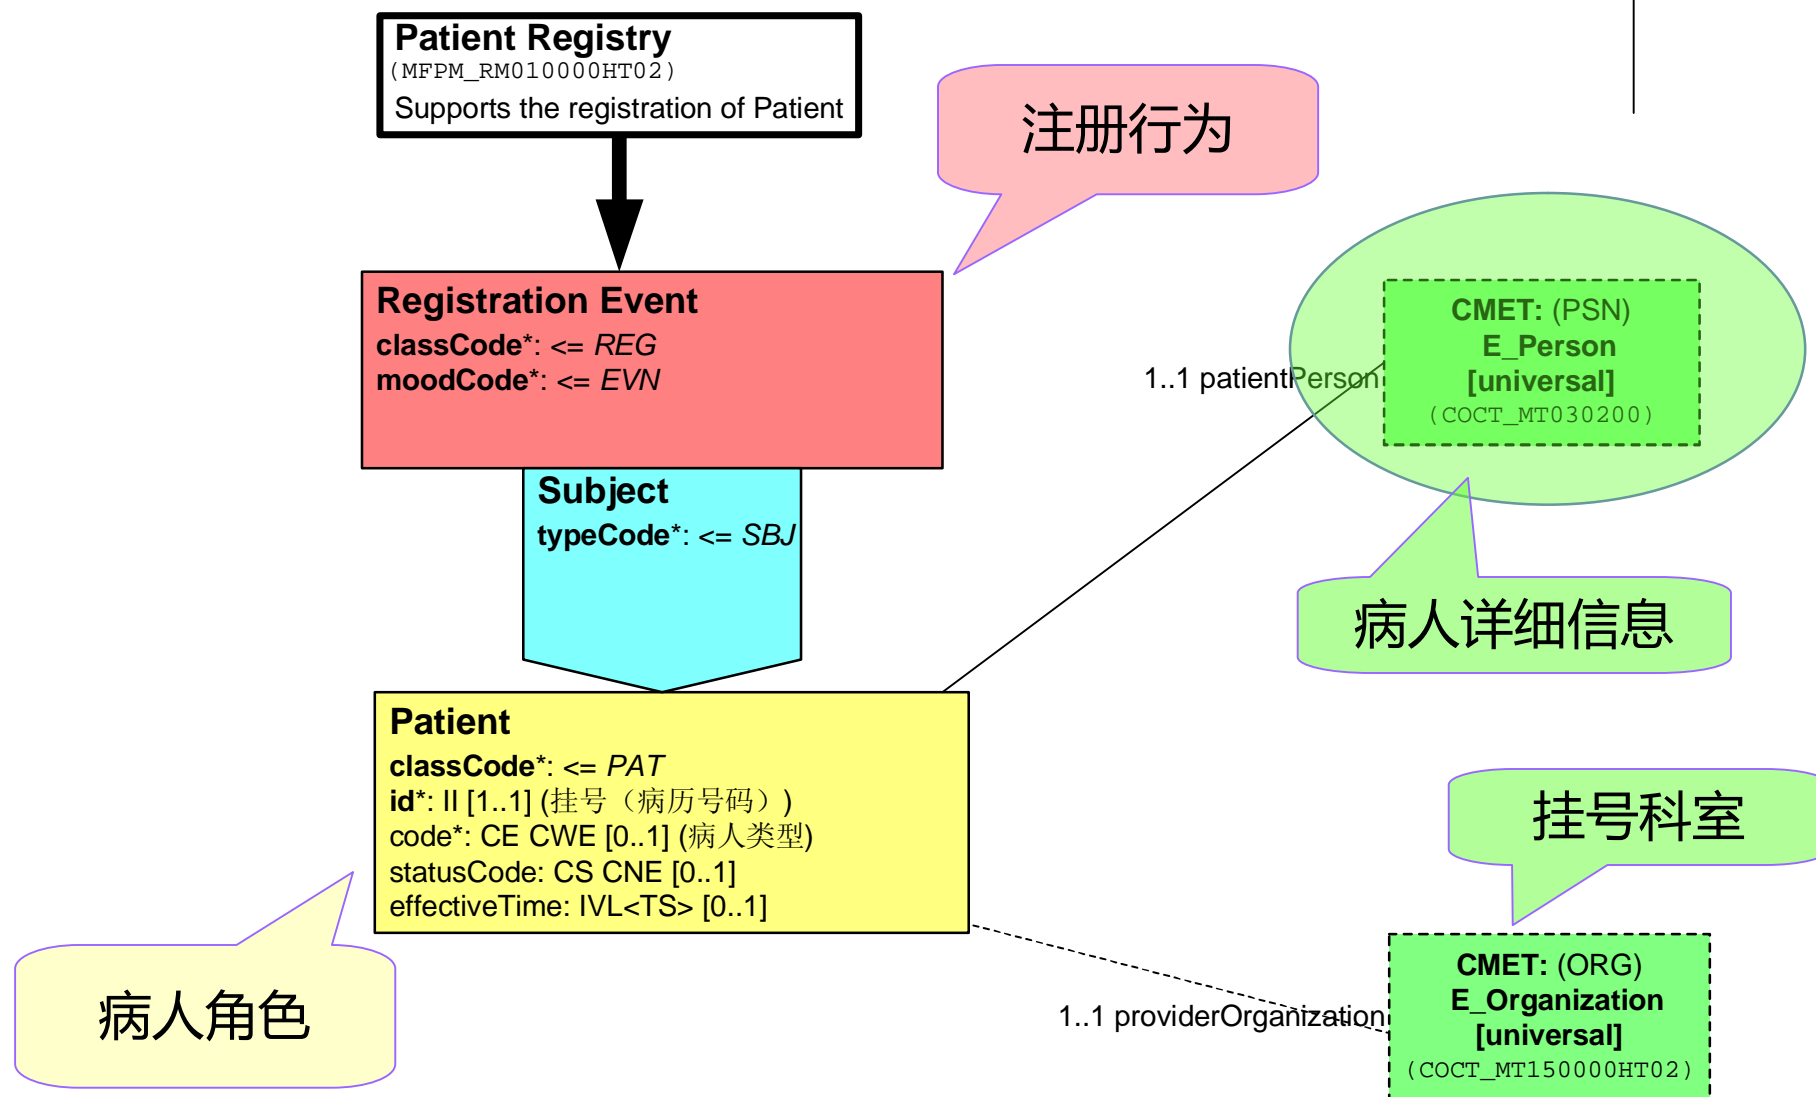 Patient Registry
(MFPM_RM010000HT02)
Supports the registration of Patient
注册行为
Registration Event
classCode*: <= REG
moodCode*: <= EVN
CMET: (PSN)
E_Person
[universal]
(COCT_MT030200)
1..1 patientPerson
Subject
typeCode*: <= SBJ
病人详细信息
Patient
classCode*: <= PAT
id*: II [1..1] (挂号（病历号码）)
code*: CE CWE [0..1] (病人类型)
statusCode: CS CNE [0..1]
effectiveTime: IVL<TS> [0..1]
挂号科室
病人角色
1..1 providerOrganization
CMET: (ORG)
E_Organization
[universal]
(COCT_MT150000HT02)